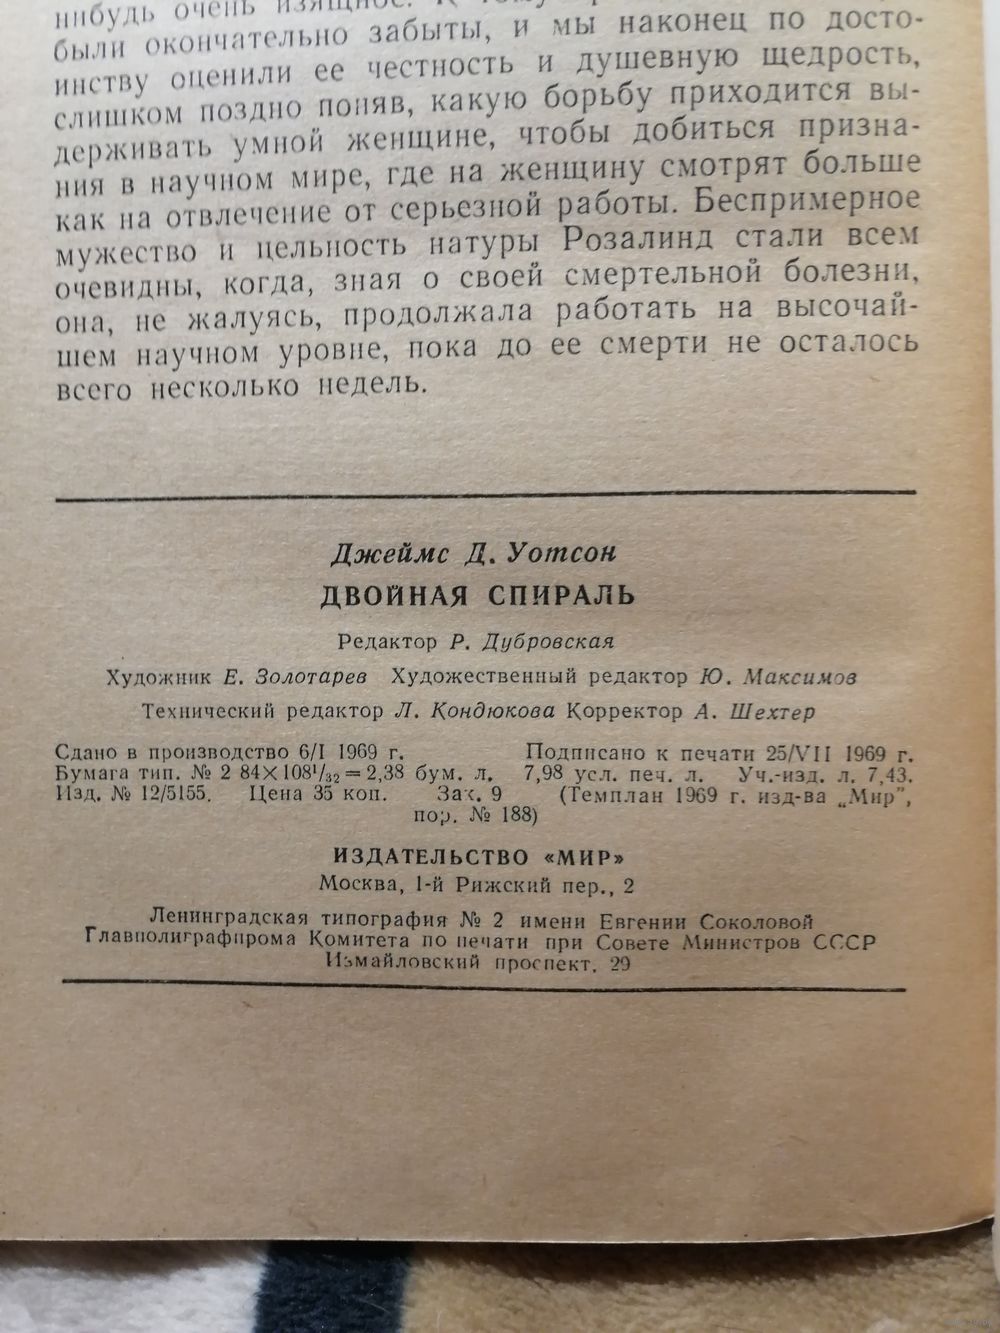 нибудь очень изящное. К тому
были окончательно забыты, и мы наконец по досто-
инству оценили ее честность и душевную щедрость,
слишком поздно поняв, какую борьбу приходится вы-
держивать умной женщине, чтобы добиться призна-
ния в научном мире, где на женщину смотрят больше
как на отвлечение от серьезной работы. Беспримерное
мужество и цельность натуры Розалинд стали всем
очевидны, когда, зная о своей смертельной болезни,
она, не жалуясь, продолжала работать на высочай-
шем научном уровне, пока до ее смерти не осталось
всего несколько недель.
Джеймс Д. Уотсон
ДВОЙНАЯ СПИРАЛЬ
Редактор Р. Дубровская
Художник Е. Золотарев Художественный редактор Ю. Максимов
Технический редактор Л. Кондюкова Корректор А. Шехтер
Сдано в производство 6/I 1969 г. Подписано к печати 25/VII 1969 г.
Бумага тип. № 2 84×108¹/₃₂=2,38 бум. л. 7,98 усл. печ. л. Уч.-изд. л. 7,43.
Изд. № 12/5155. Цена 35 коп. Зак. 9 (Темплан 1969 г. изд-ва „Мир",
пор. № 188)
ИЗДАТЕЛЬСТВО «МИР»
Москва, 1-й Рижский пер., 2
Ленинградская типография № 2 имени Евгении Соколовой
Главполиграфпрома Комитета по печати при Совете Министров СССР
Измайловский проспект, 29